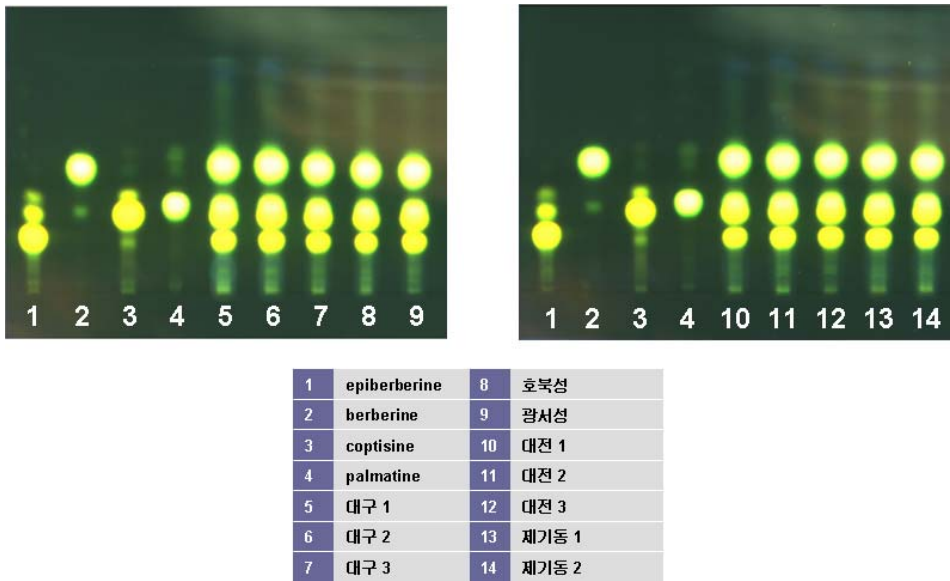 1 2 3 4 5 6 7 8 9
1 2 3 4 10 11 12 13 14
1 epiberberine 8 호북성
2 berberine 9 광서성
3 coptisine 10 대전 1
4 palmatine 11 대전 2
5 대구 1 12 대전 3
6 대구 2 13 제기동 1
7 대구 3 14 제기동 2